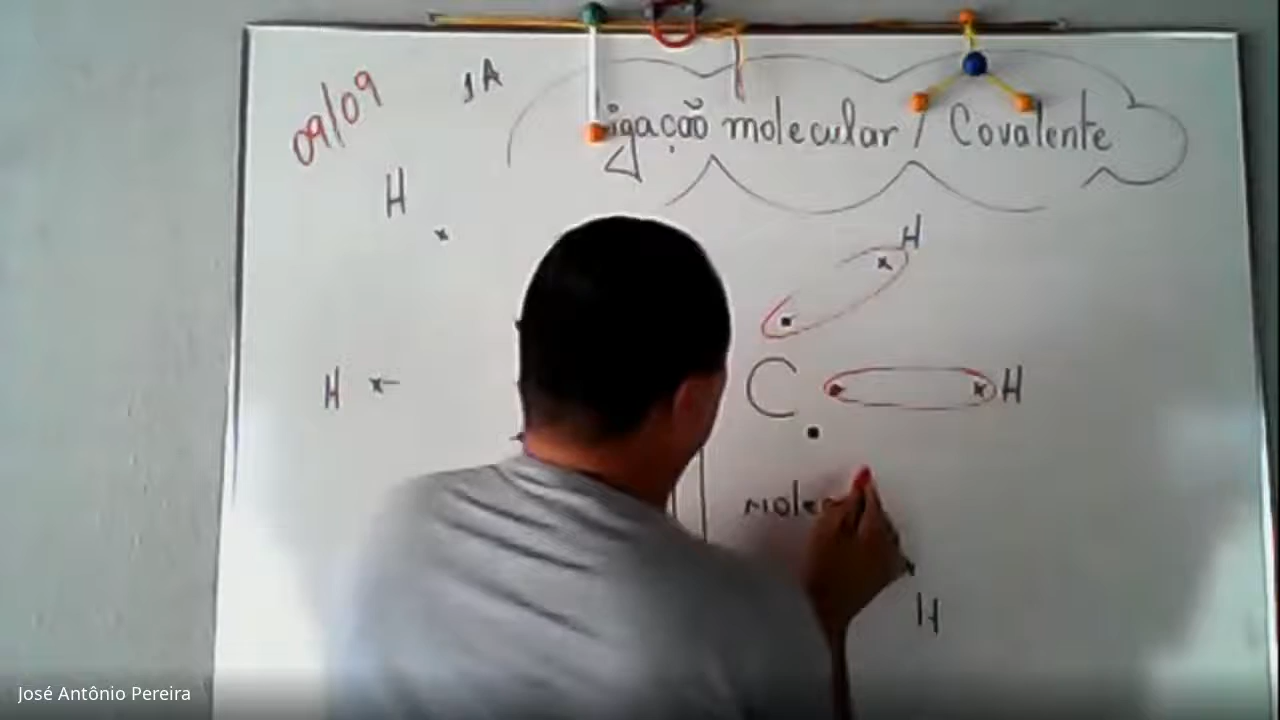 09/09
1A
Ligação molecular / Covalente
H
H
H
C
H
H
José Antônio Pereira